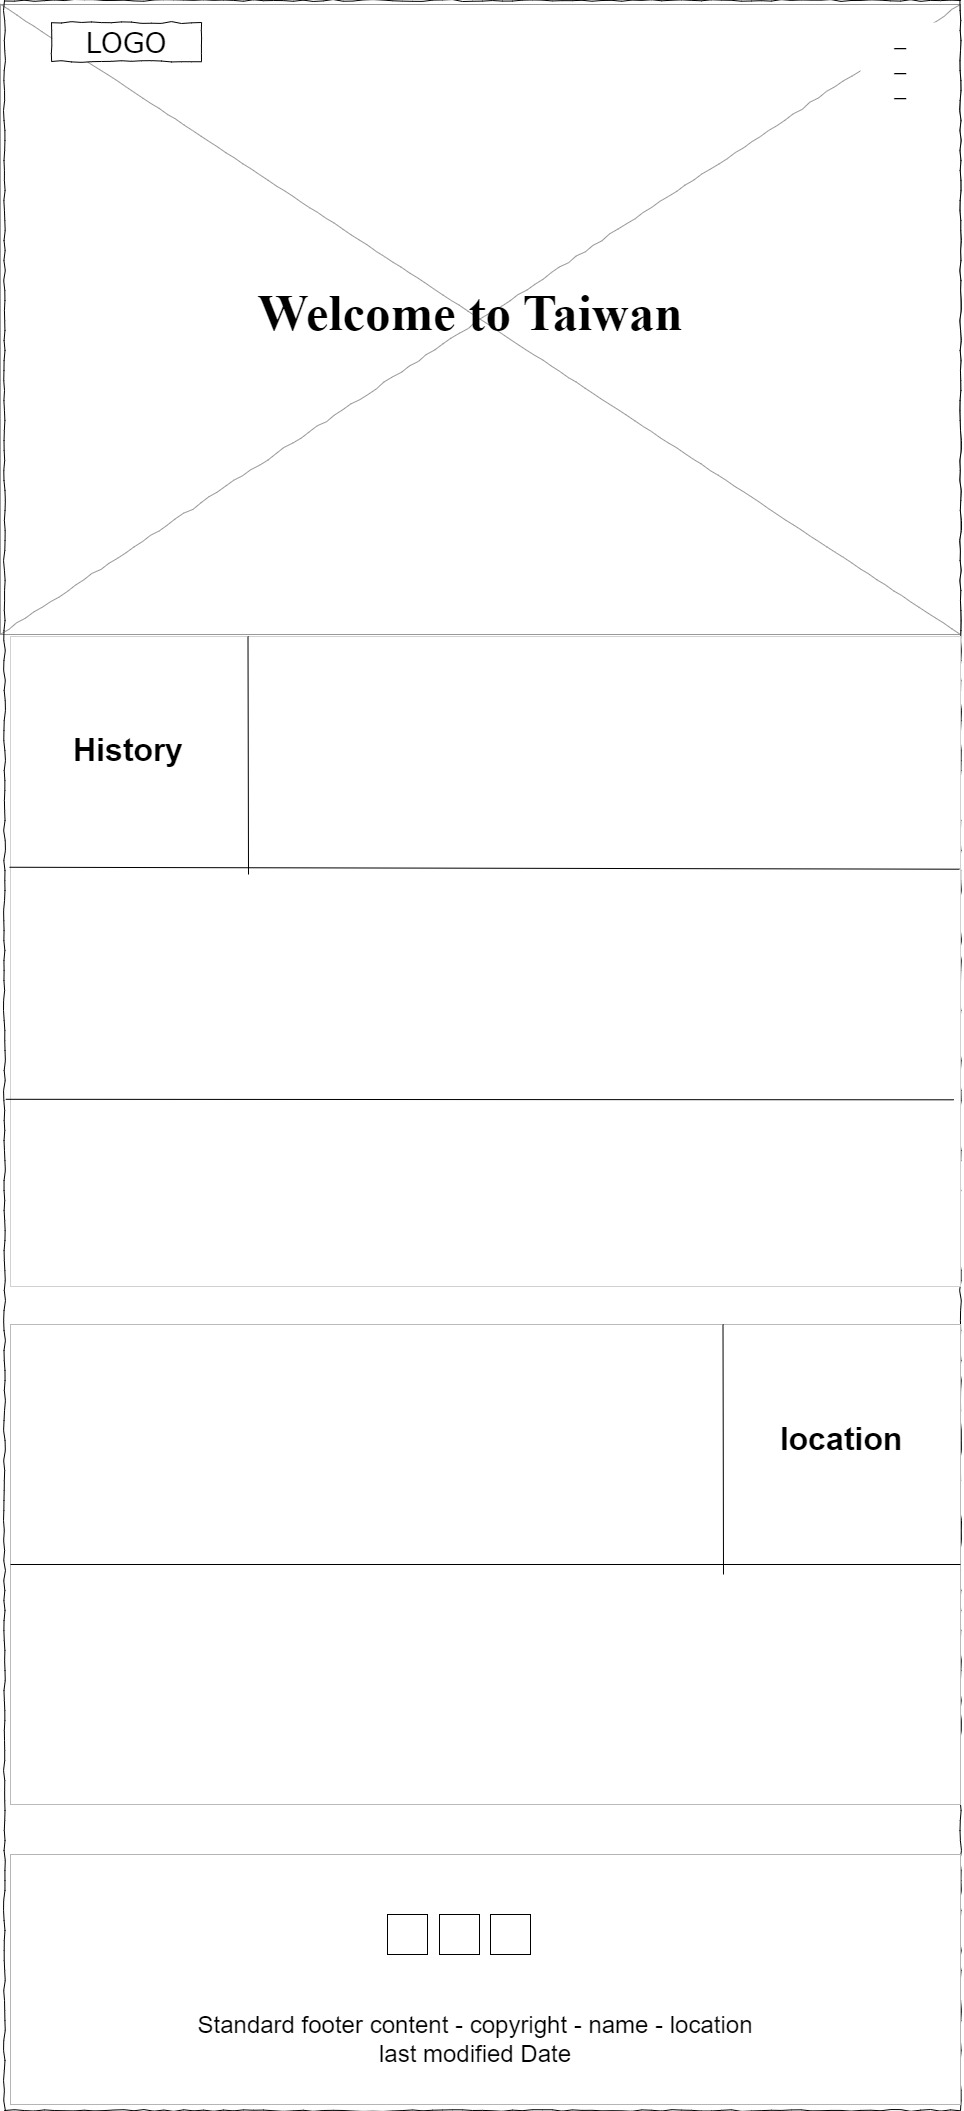 LOGO
Welcome to Taiwan
History
location
Standard footer content - copyright - name - location
last modified Date